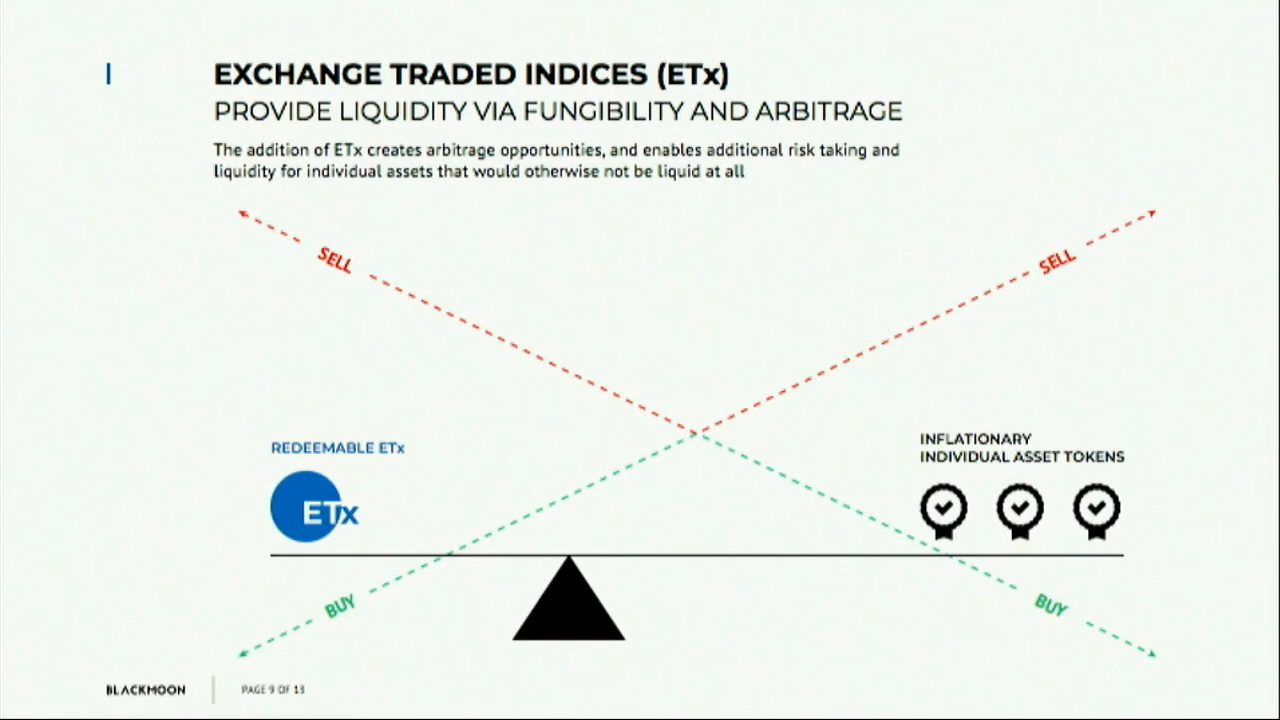 EXCHANGE TRADED INDICES (ETx)
PROVIDE LIQUIDITY VIA FUNGIBILITY AND ARBITRAGE
The addition of ETx creates arbitrage opportunities, and enables additional risk taking and
liquidity for individual assets that would otherwise not be liquid at all
SELL
SELL
REDEEMABLE ETx
INFLATIONARY
INDIVIDUAL ASSET TOKENS
ETx
BUY
BUY
BLACKMOON
PAGE 9 OF 13